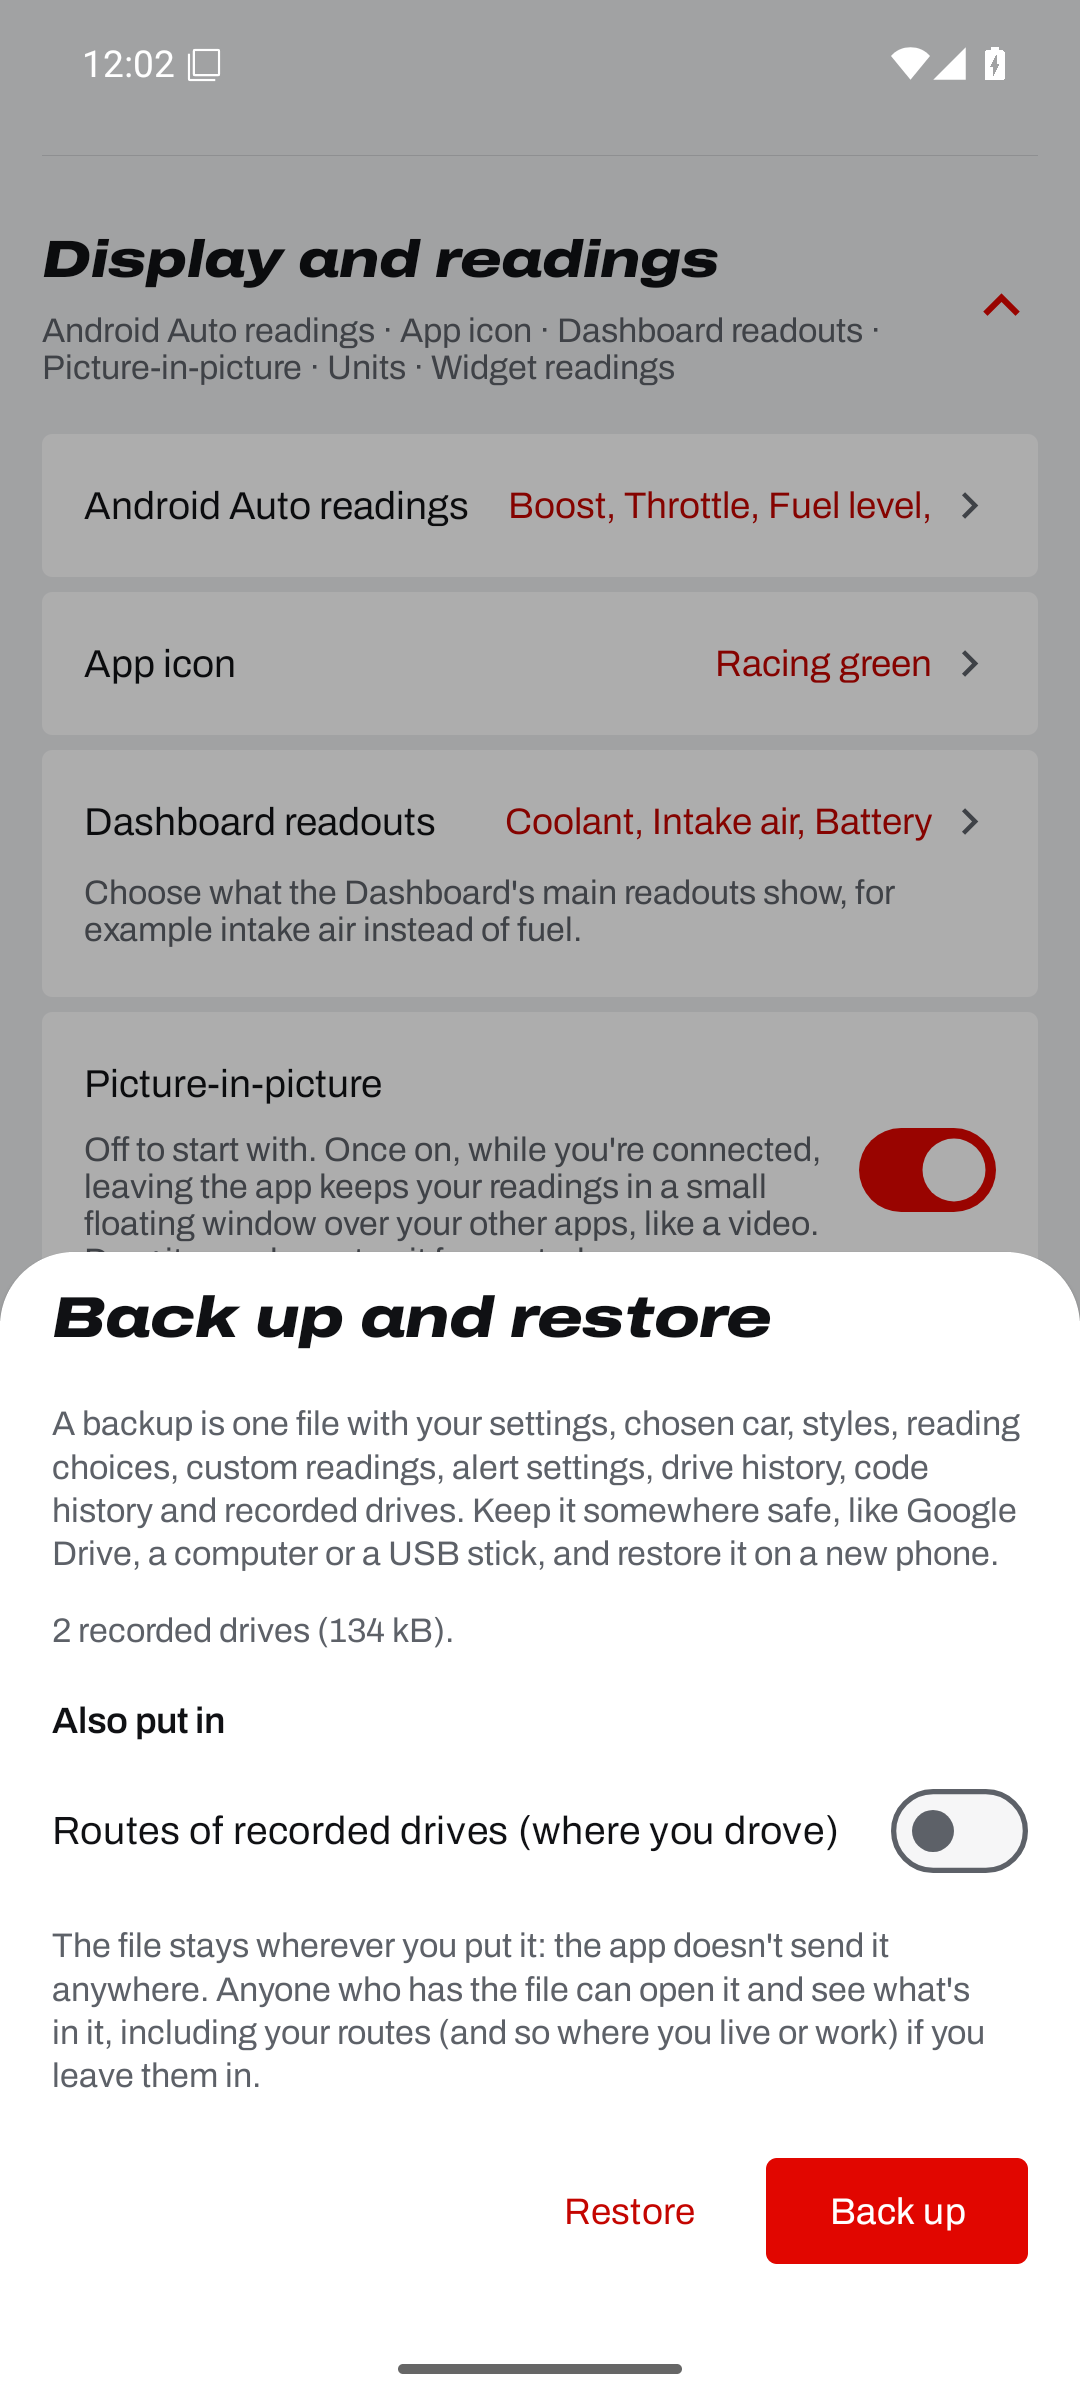 12:02
Display and readings
Android Auto readings · App icon · Dashboard readouts ·
Picture-in-picture · Units · Widget readings
Android Auto readings
Boost, Throttle, Fuel level,
App icon
Racing green
Dashboard readouts
Coolant, Intake air, Battery
Choose what the Dashboard's main readouts show, for
example intake air instead of fuel.
Picture-in-picture
Off to start with. Once on, while you're connected,
leaving the app keeps your readings in a small
floating window over your other apps, like a video.
Back up and restore
A backup is one file with your settings, chosen car, styles, reading
choices, custom readings, alert settings, drive history, code
history and recorded drives. Keep it somewhere safe, like Google
Drive, a computer or a USB stick, and restore it on a new phone.
2 recorded drives (134 kB).
Also put in
Routes of recorded drives (where you drove)
The file stays wherever you put it: the app doesn't send it
anywhere. Anyone who has the file can open it and see what's
in it, including your routes (and so where you live or work) if you
leave them in.
Restore
Back up